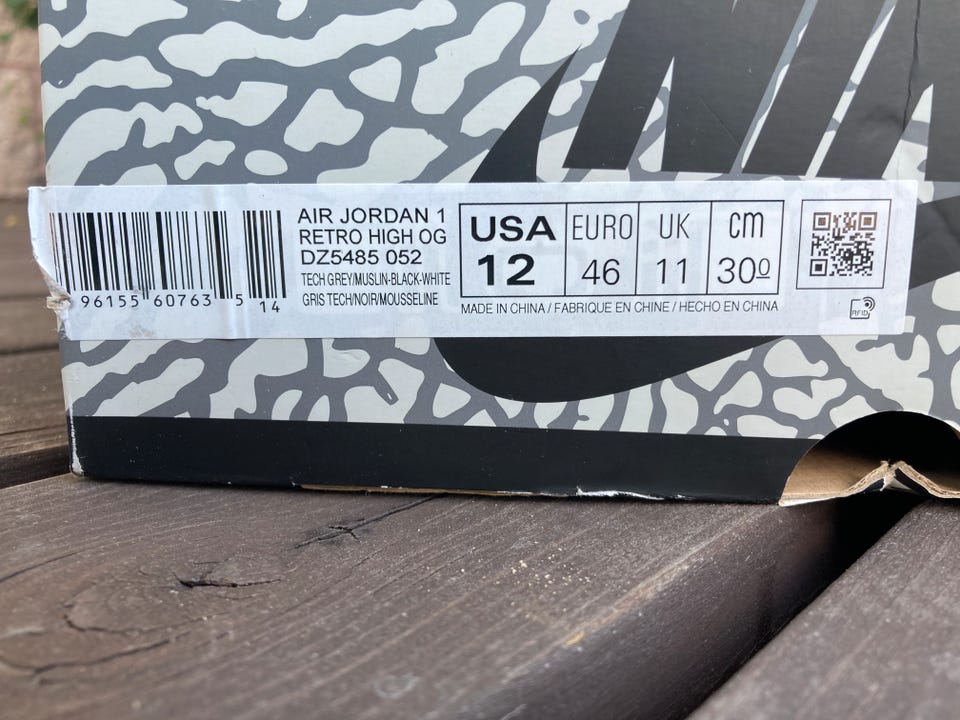 NIK
AIR JORDAN 1
RETRO HIGH OG
DZ5485 052
TECH GREY/MUSLIN-BLACK-WHITE
GRIS TECH/NOIR/MOUSSELINE
96155 60763 5 14
USA EURO UK cm
12 46 11 30º
MADE IN CHINA / FABRIQUE EN CHINE / HECHO EN CHINA
RFID